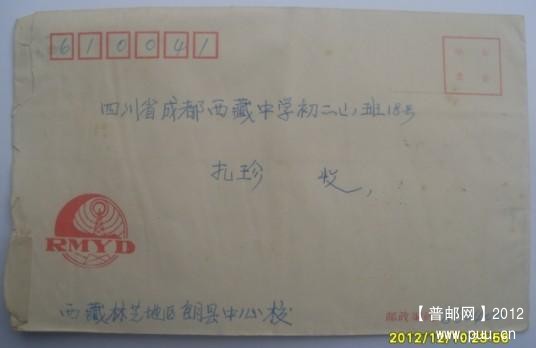 610041
四川省成都西藏中学初二(1)班18号
扎珍 收,
RMYD
西藏林芝地区朗县中心校
邮政
【普邮网】2012
www.puu.cn
2012/12/10 23:56